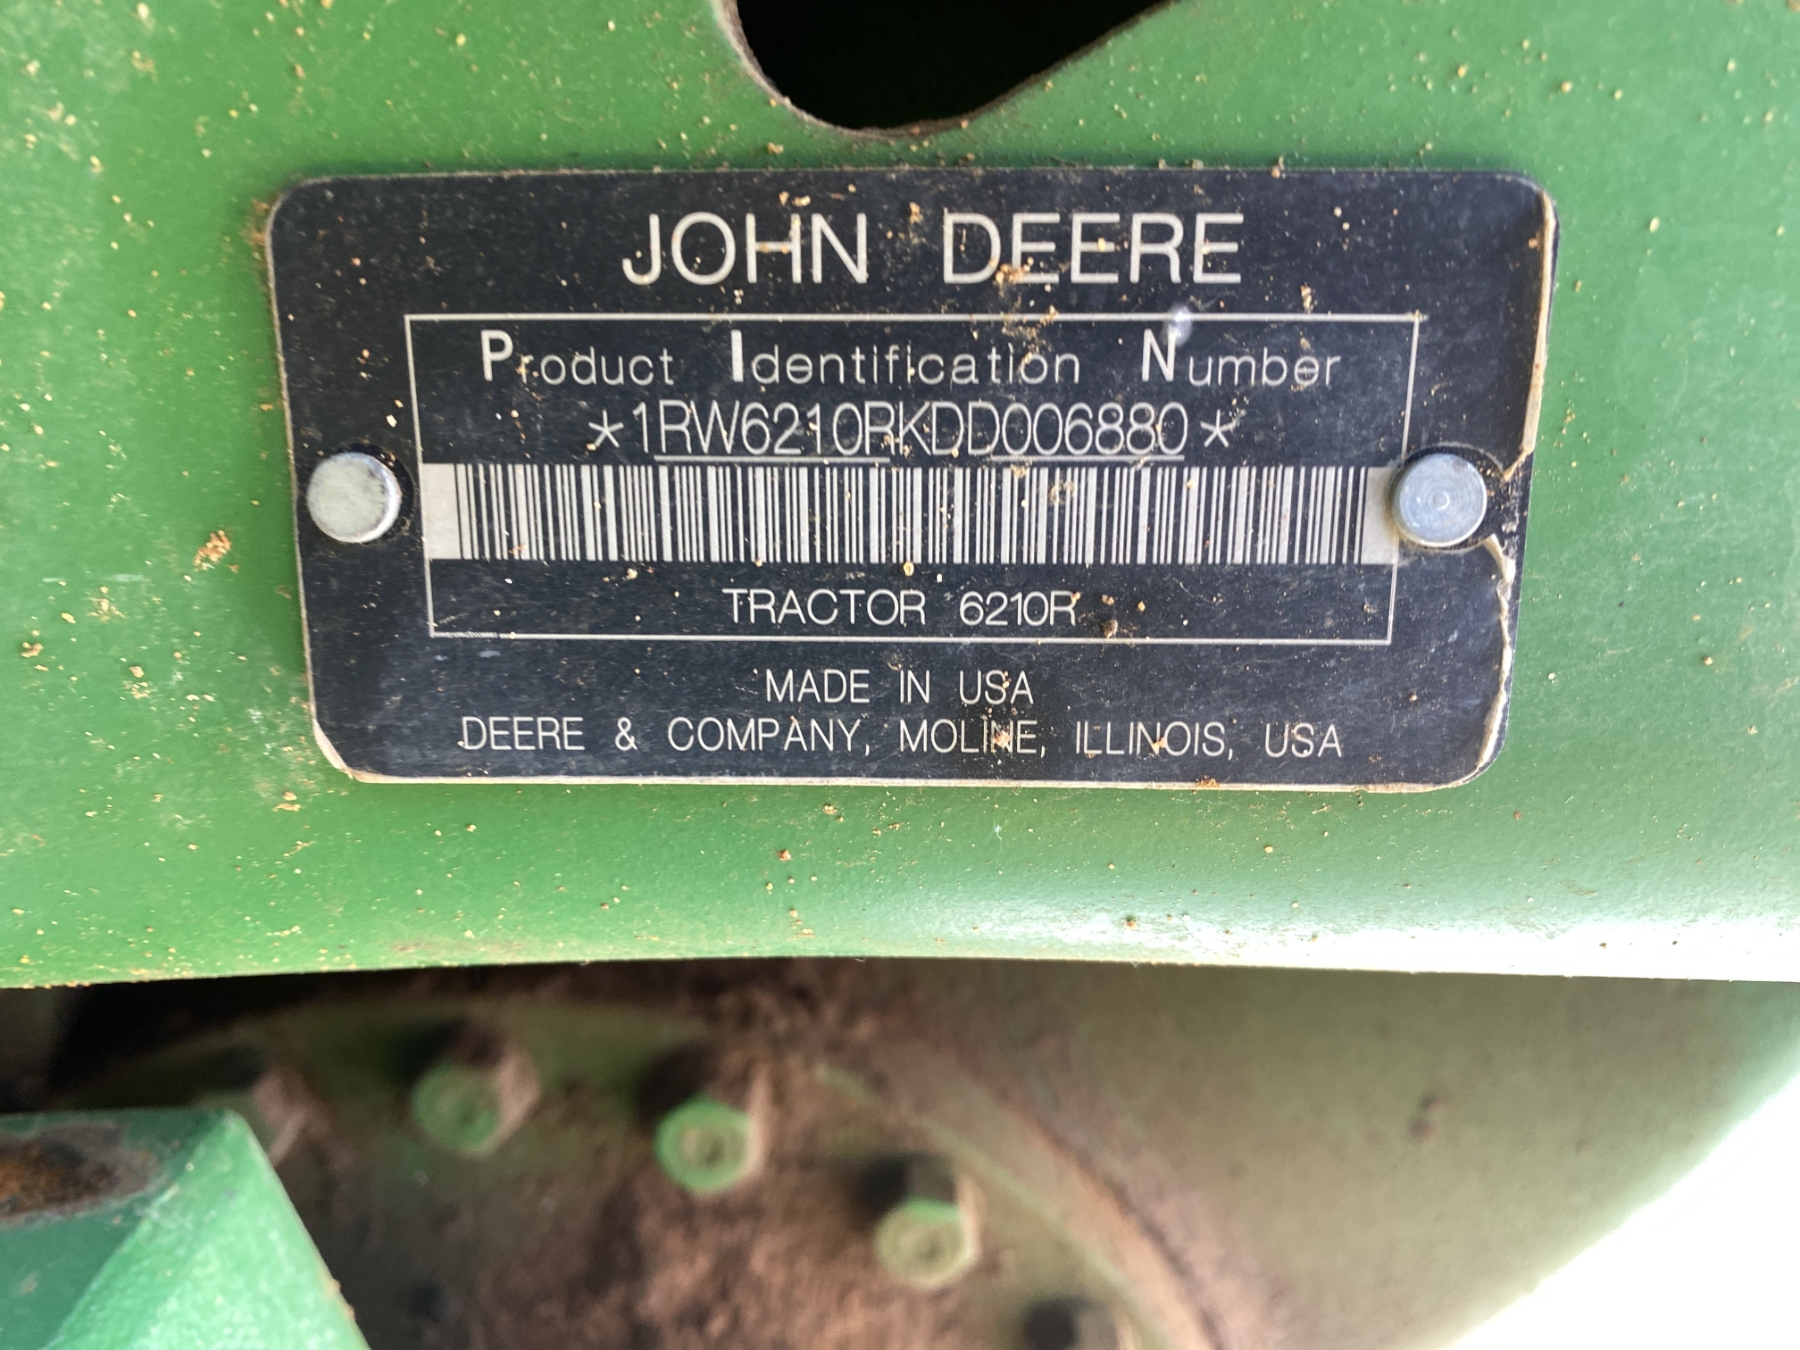 JOHN DEERE
Product Identification Number
*1RW6210RKDD006880*
TRACTOR 6210R
MADE IN USA
DEERE & COMPANY, MOLINE, ILLINOIS, USA